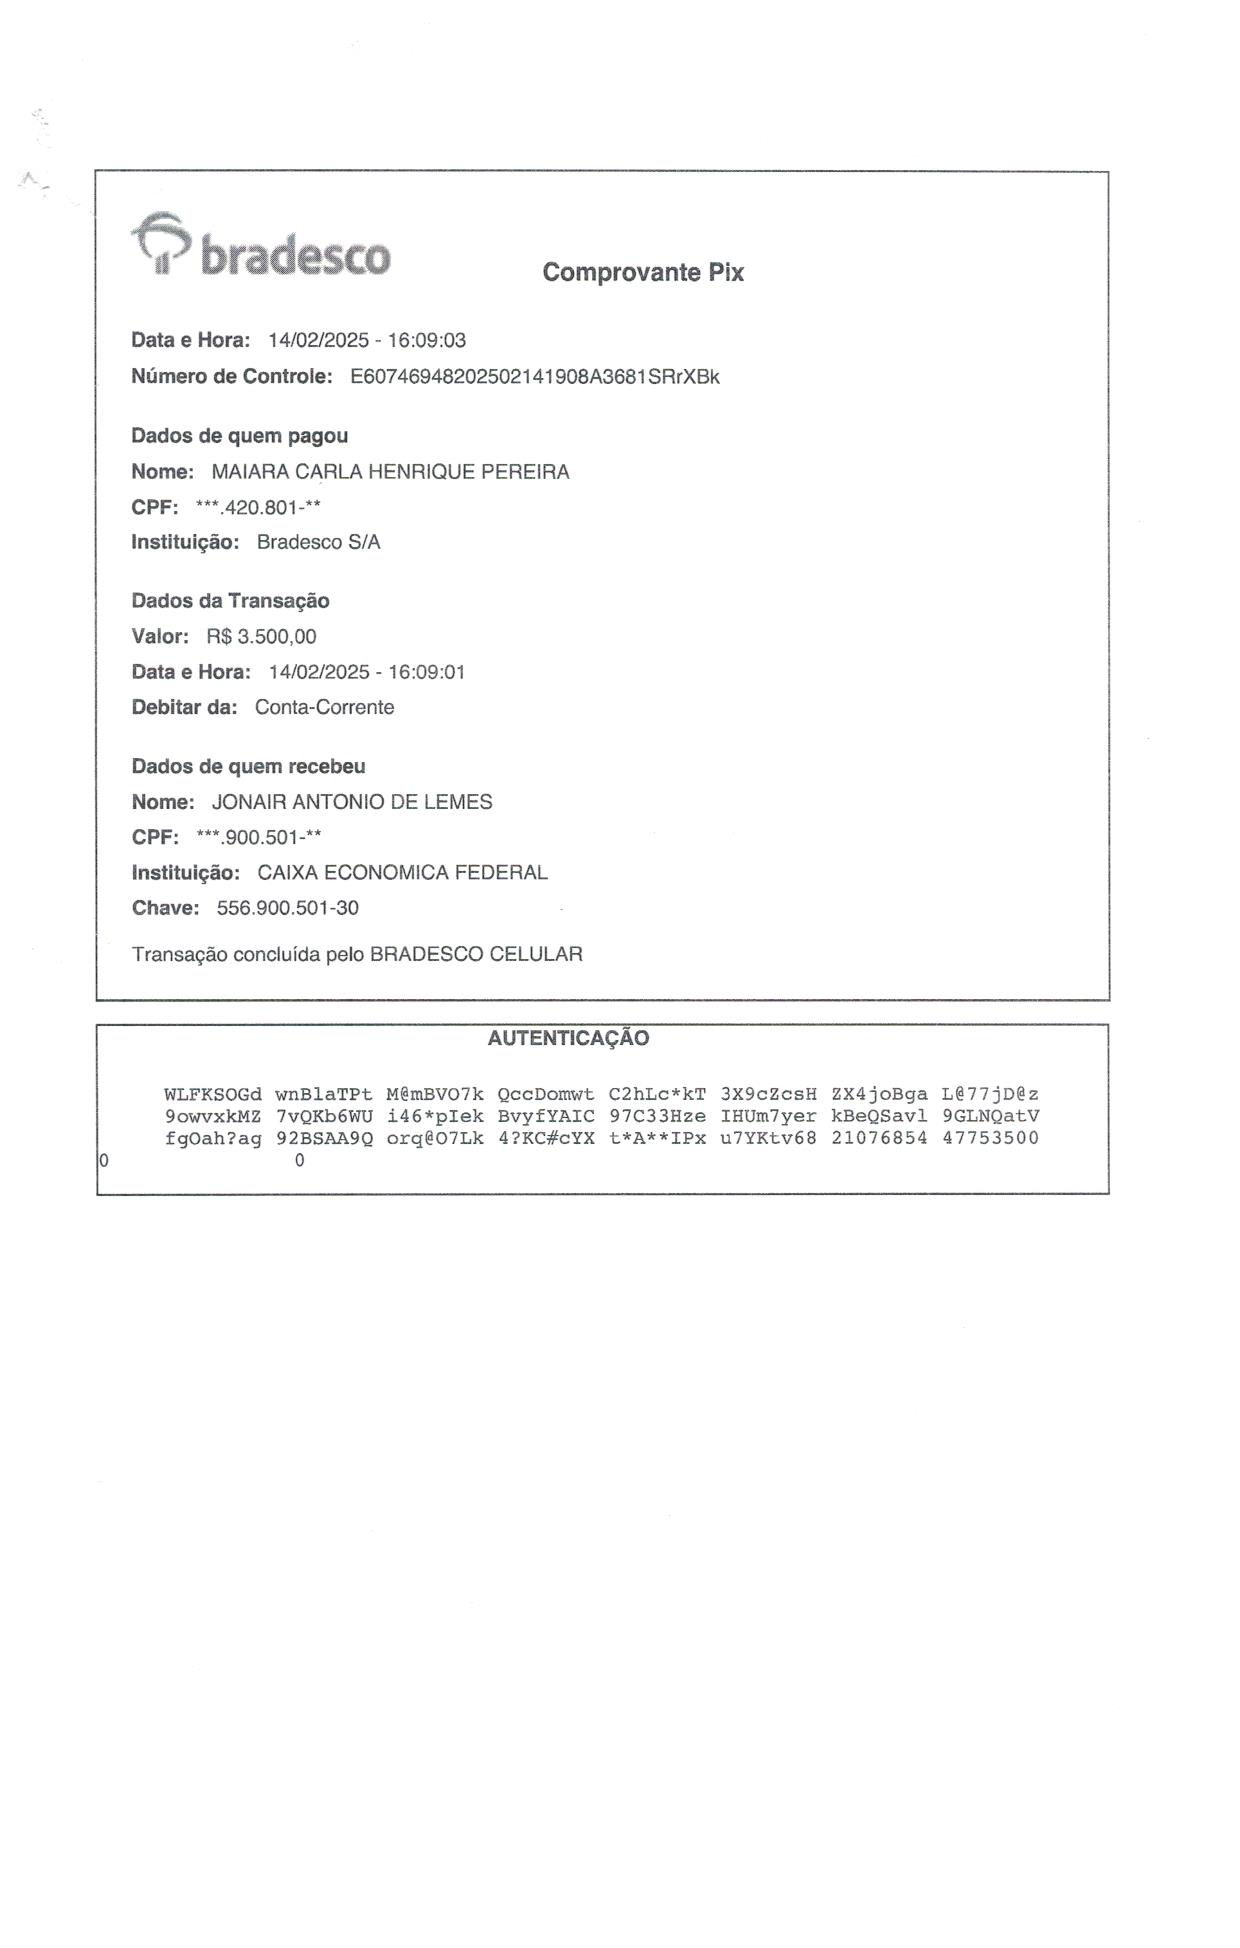 bradesco
Comprovante Pix
Data e Hora: 14/02/2025 - 16:09:03
Número de Controle: E60746948202502141908A3681SRrXBk
Dados de quem pagou
Nome: MAIARA CARLA HENRIQUE PEREIRA
CPF: ***.420.801-**
Instituição: Bradesco S/A
Dados da Transação
Valor: R$ 3.500,00
Data e Hora: 14/02/2025 - 16:09:01
Debitar da: Conta-Corrente
Dados de quem recebeu
Nome: JONAIR ANTONIO DE LEMES
CPF: ***.900.501-**
Instituição: CAIXA ECONOMICA FEDERAL
Chave: 556.900.501-30
Transação concluída pelo BRADESCO CELULAR
AUTENTICAÇÃO
WLFKSOGd wnBlaTPt M@mBVO7k QccDomwt C2hLc*kT 3X9cZcsH ZX4joBga L@77jD@z
9owvxkMZ 7vQKb6WU i46*pIek BvyfYAIC 97C33Hze IHUm7yer kBeQSavl 9GLNQatV
fgOah?ag 92BSAA9Q orq@O7Lk 4?KC#cYX t*A**IPx u7YKtv68 21076854 47753500
0 0